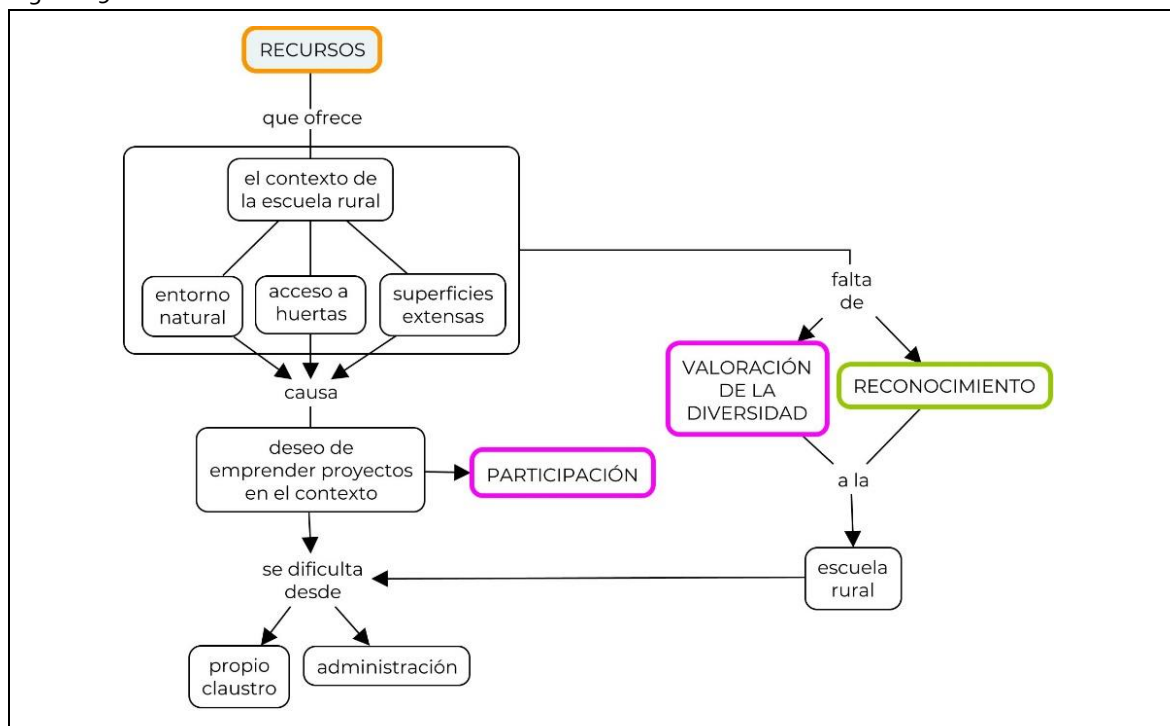 RECURSOS
que ofrece
el contexto de
la escuela rural
entorno
natural
acceso a
huertas
superficies
extensas
causa
deseo de
emprender proyectos
en el contexto
PARTICIPACIÓN
se dificulta
desde
propio
claustro
administración
falta
de
VALORACIÓN
DE LA
DIVERSIDAD
RECONOCIMIENTO
a la
escuela
rural